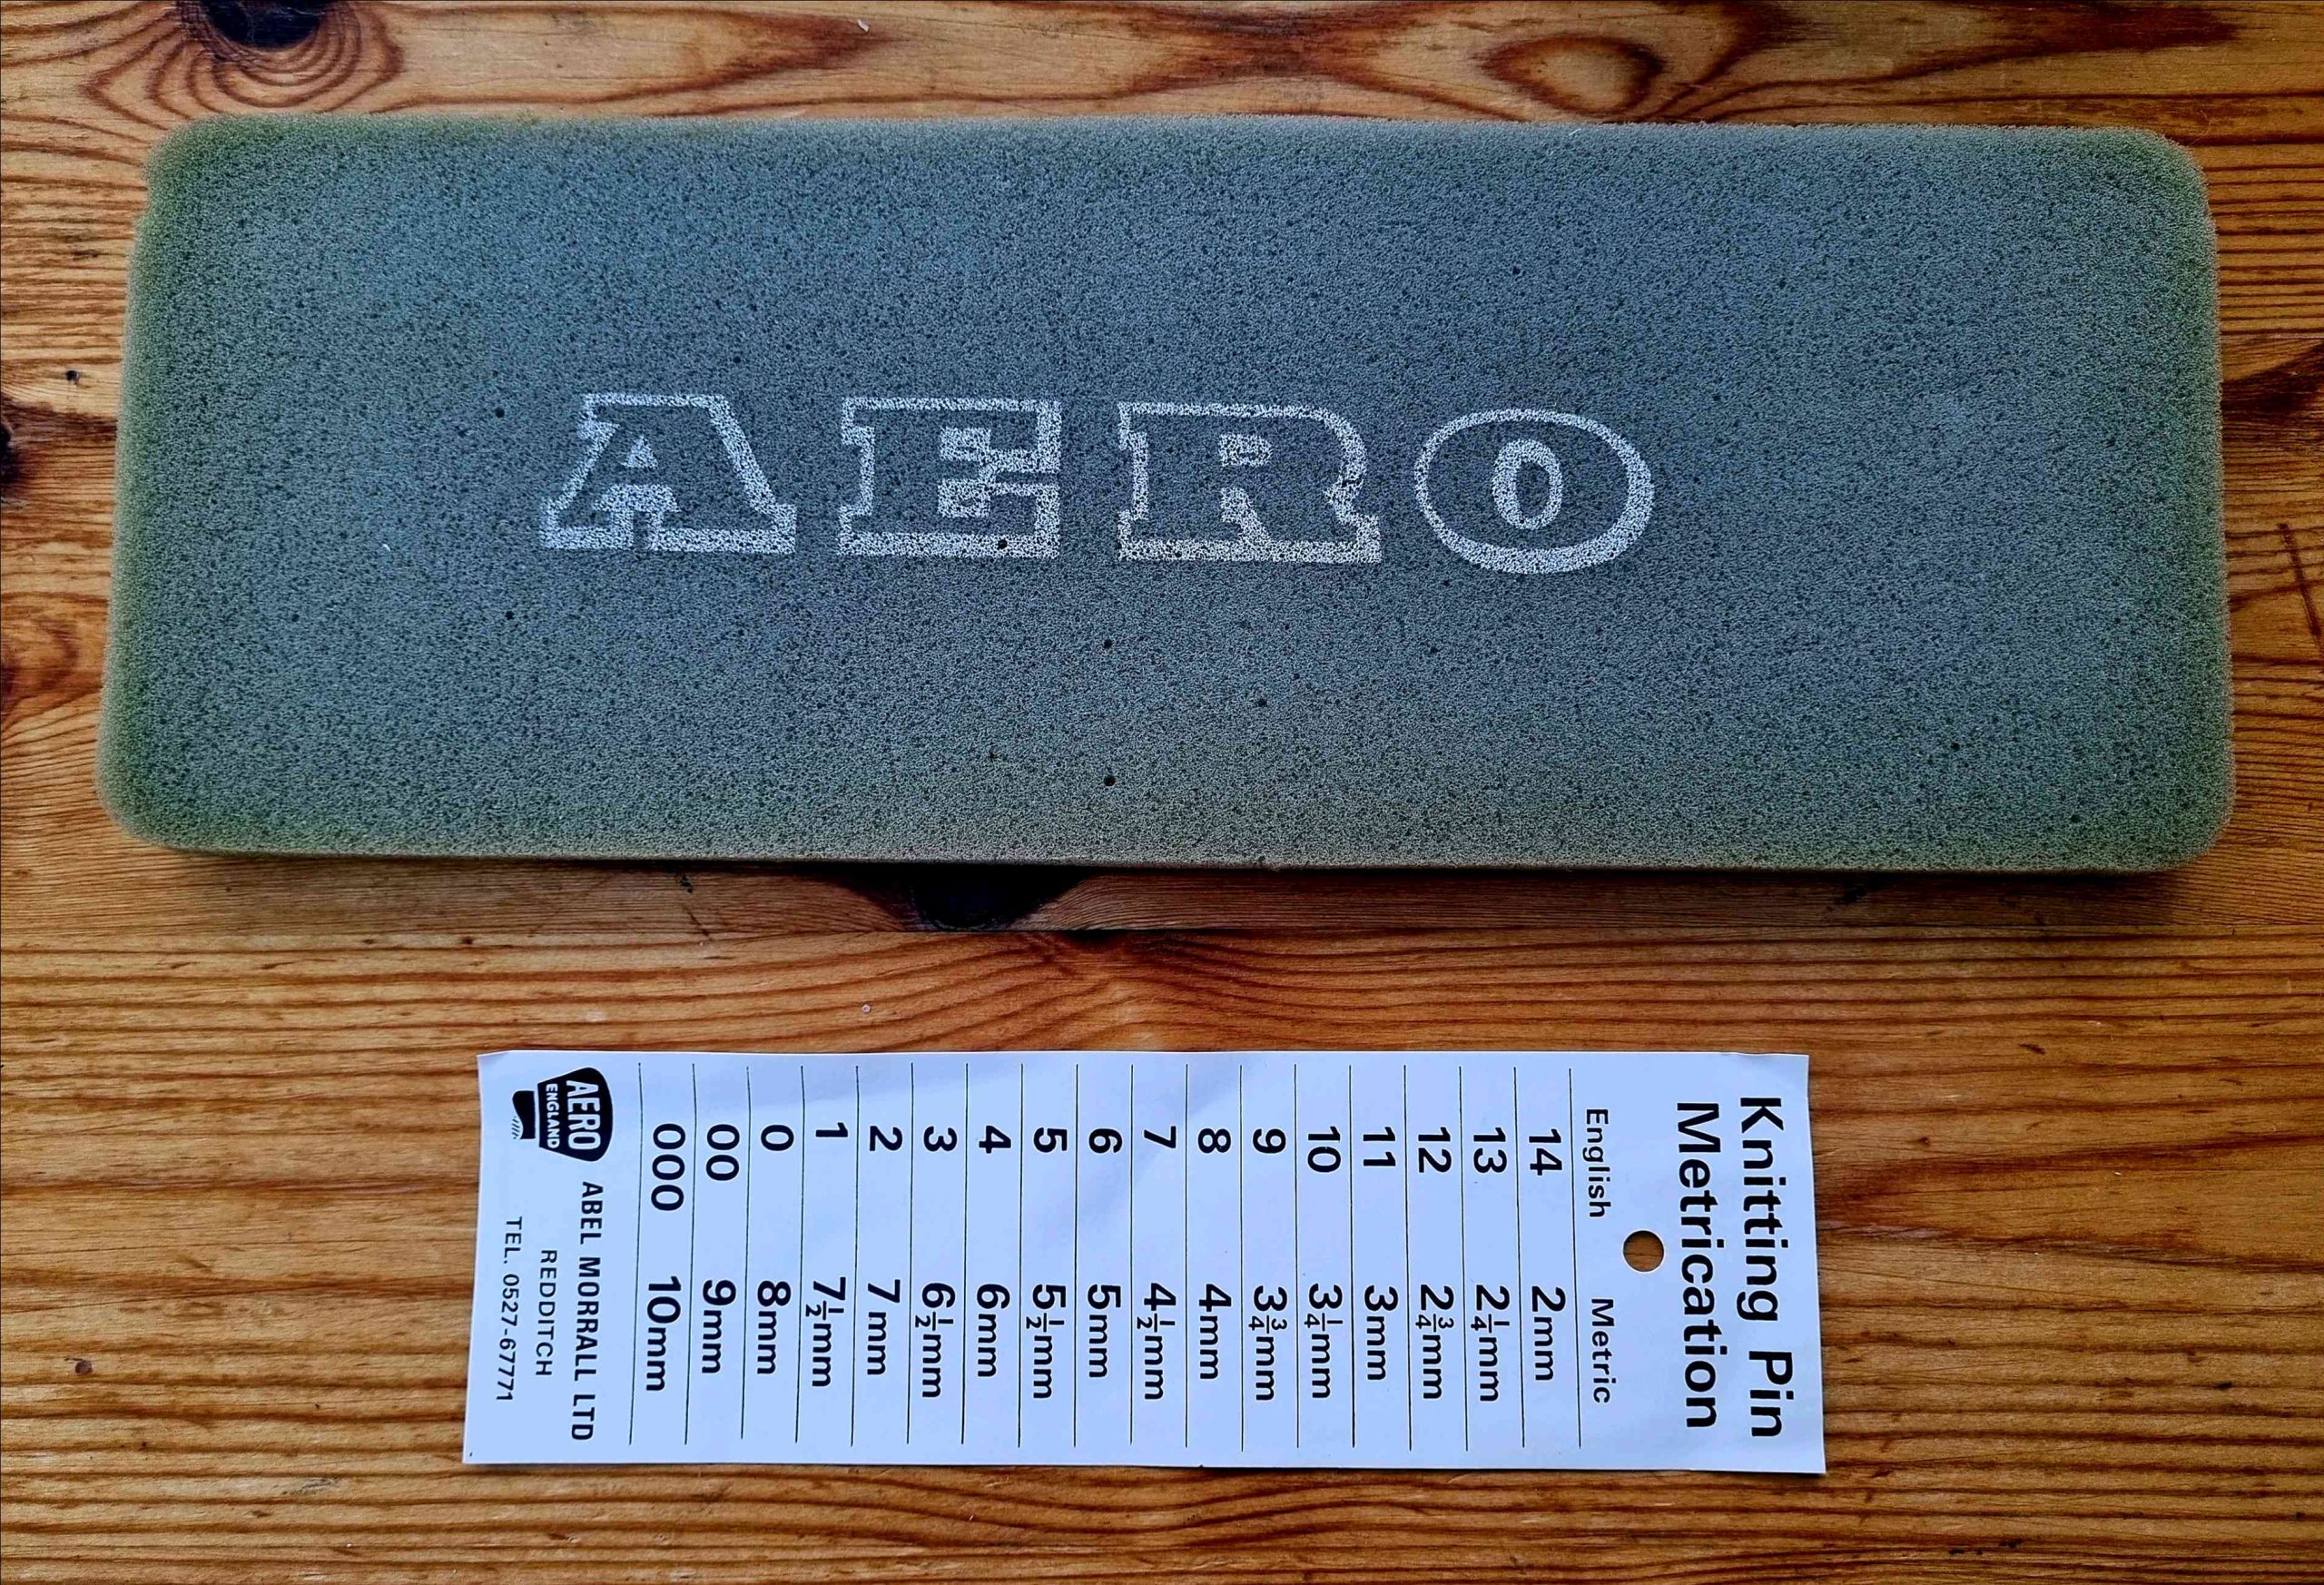 AERO
Knitting Pin
Metrication
English Metric
14 2mm
13 2¼mm
12 2¾mm
11 3mm
10 3¼mm
9 3¾mm
8 4mm
7 4½mm
6 5mm
5 5½mm
4 6mm
3 6½mm
2 7mm
1 7½mm
0 8mm
00 9mm
000 10mm
AERO
ENGLAND
ABEL MORRALL LTD
REDDITCH
TEL. 0527-67771